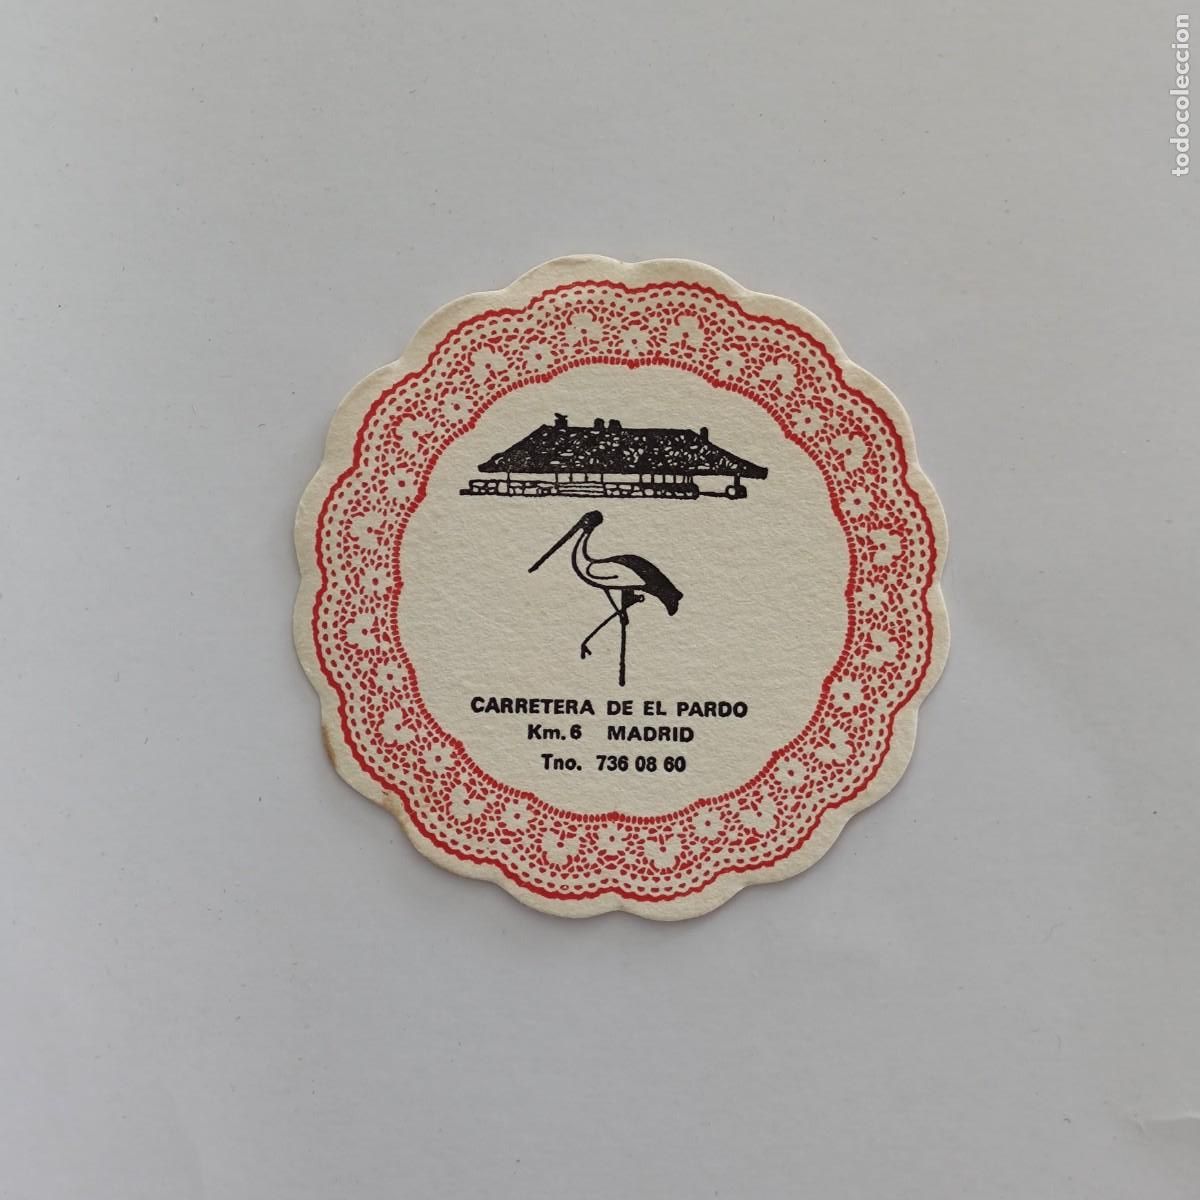 CARRETERA DE EL PARDO
Km. 6 MADRID
Tno. 736 08 60
todocoleccion